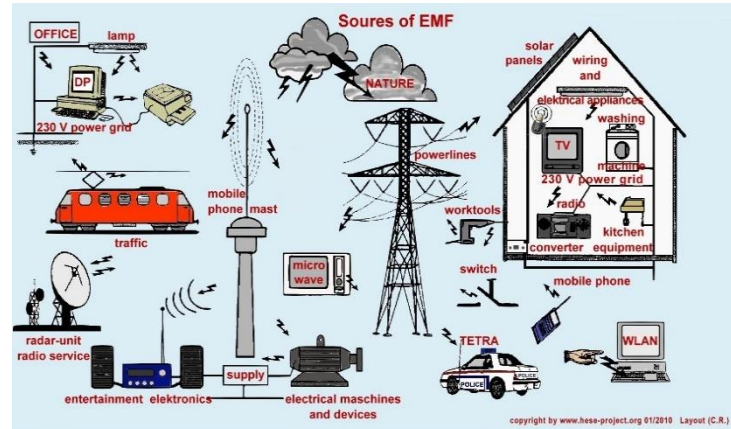 Soures of EMF
OFFICE
lamp
DP
230 V power grid
NATURE
solar
panels
wiring
and
elektrical appliances
washing
TV
machine
230 V power grid
radio
converter
kitchen
equipment
powerlines
mobile
phone mast
traffic
worktools
micro
wave
switch
mobile phone
radar-unit
radio service
TETRA
POLICE
POLICE
WLAN
supply
entertainment elektronics
electrical maschines
and devices
copyright by www.hese-project.org 01/2010 Layout (C.R.)